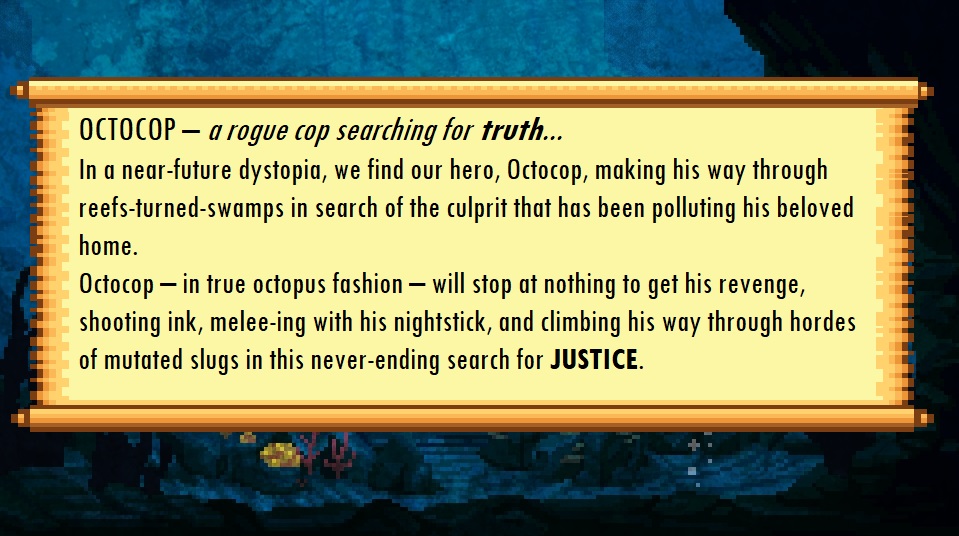 OCTOCOP – a rogue cop searching for truth...
In a near-future dystopia, we find our hero, Octocop, making his way through
reefs-turned-swamps in search of the culprit that has been polluting his beloved
home.
Octocop – in true octopus fashion – will stop at nothing to get his revenge,
shooting ink, melee-ing with his nightstick, and climbing his way through hordes
of mutated slugs in this never-ending search for JUSTICE.